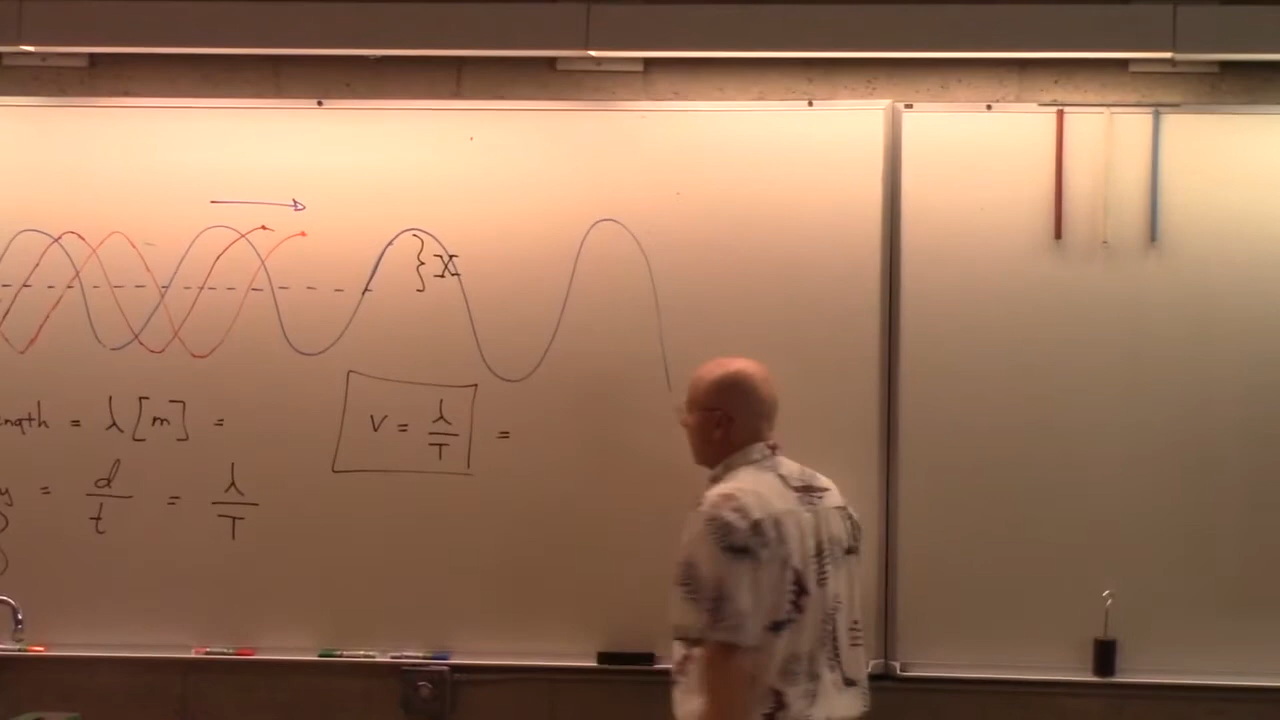 } X
ngth = λ [m] =
v = λ/T =
y = d/t = λ/T